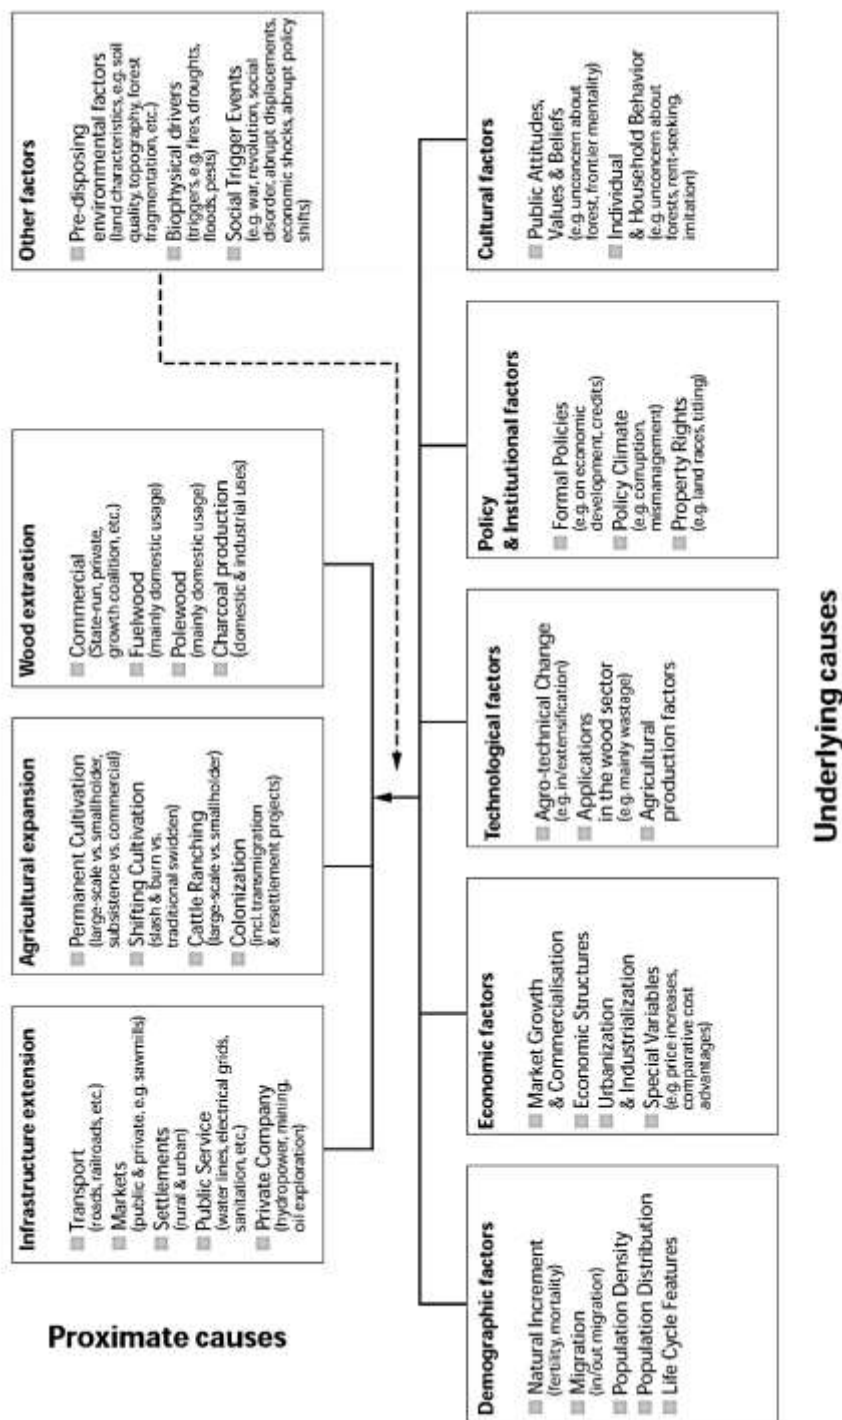 Proximate causes
Infrastructure extension
Transport
(roads, railroads, etc.)
Markets
(public & private, e.g. sawmills)
Settlements
(rural & urban)
Public Service
(water lines, electrical grids,
sanitation, etc.)
Private Company
(hydropower, mining,
oil exploration)
Agricultural expansion
Permanent Cultivation
(large-scale vs. smallholder,
subsistence vs. commercial)
Shifting Cultivation
(slash & burn vs.
traditional swidden)
Cattle Ranching
(large-scale vs. smallholder)
Colonization
(incl. transmigration
& resettlement projects)
Wood extraction
Commercial
(State-run, private,
growth coalition, etc.)
Fuelwood
(mainly domestic usage)
Polewood
(mainly domestic usage)
Charcoal production
(domestic & industrial uses)
Other factors
Pre-disposing
environmental factors
(land characteristics, e.g. soil
quality, topography, forest
fragmentation, etc.)
Biophysical drivers
(triggers, e.g. fires, droughts,
floods, pests)
Social Trigger Events
(e.g. war, revolution, social
disorder, abrupt displacements,
economic shocks, abrupt policy
shifts)
Demographic factors
Natural Increment
(fertility, mortality)
Migration
(in/out migration)
Population Density
Population Distribution
Life Cycle Features
Economic factors
Market Growth
& Commercialisation
Economic Structures
Urbanization
& Industrialization
Special Variables
(e.g. price increases,
comparative cost
advantages)
Technological factors
Agro-technical Change
(e.g. in/extensification)
Applications
in the wood sector
(e.g. mainly wastage)
Agricultural
production factors
Policy
& Institutional factors
Formal Policies
(e.g. on economic
development, credits)
Policy Climate
(e.g. corruption,
mismanagement)
Property Rights
(e.g. land races, titling)
Cultural factors
Public Attitudes,
Values & Beliefs
(e.g. unconcern about
forest, frontier mentality)
Individual
& Household Behavior
(e.g. unconcern about
forests, rent-seeking,
imitation)
Underlying causes